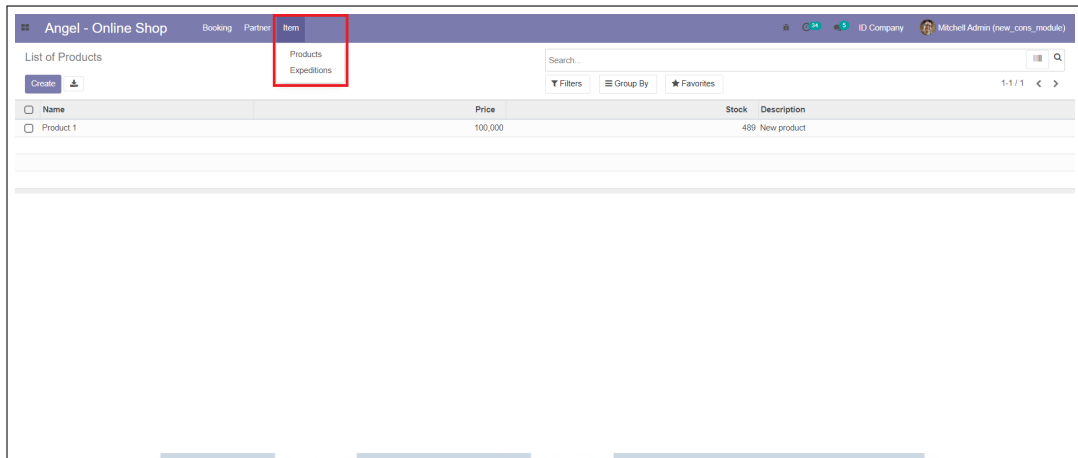 Angel - Online Shop Booking Partner Item 34 5 ID Company Mitchell Admin (new_cons_module)
List of Products Products Search...
Expeditions
Create Filters Group By Favorites 1-1 / 1
Name Price Stock Description
Product 1 100,000 489 New product